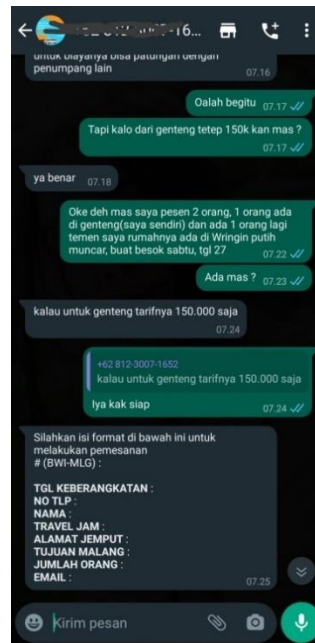 penumpang lain
07.16
Oalah begitu 07.17
Tapi kalo dari genteng tetep 150k kan mas ?
07.17
ya benar 07.18
Oke deh mas saya pesen 2 orang, 1 orang ada
di genteng(saya sendiri) dan ada 1 orang lagi
temen saya rumahnya ada di Wringin putih
muncar, buat besok sabtu, tgl 27
07.22
Ada mas ? 07.23
kalau untuk genteng tarifnya 150.000 saja
07.24
+62 812-3007-1652
kalau untuk genteng tarifnya 150.000 saja
Iya kak siap
07.24
Silahkan isi format di bawah ini untuk
melakukan pemesanan
# (BWI-MLG) :
TGL KEBERANGKATAN :
NO TLP :
NAMA :
TRAVEL JAM :
ALAMAT JEMPUT :
TUJUAN MALANG :
JUMLAH ORANG :
EMAIL :
07.25
Kirim pesan